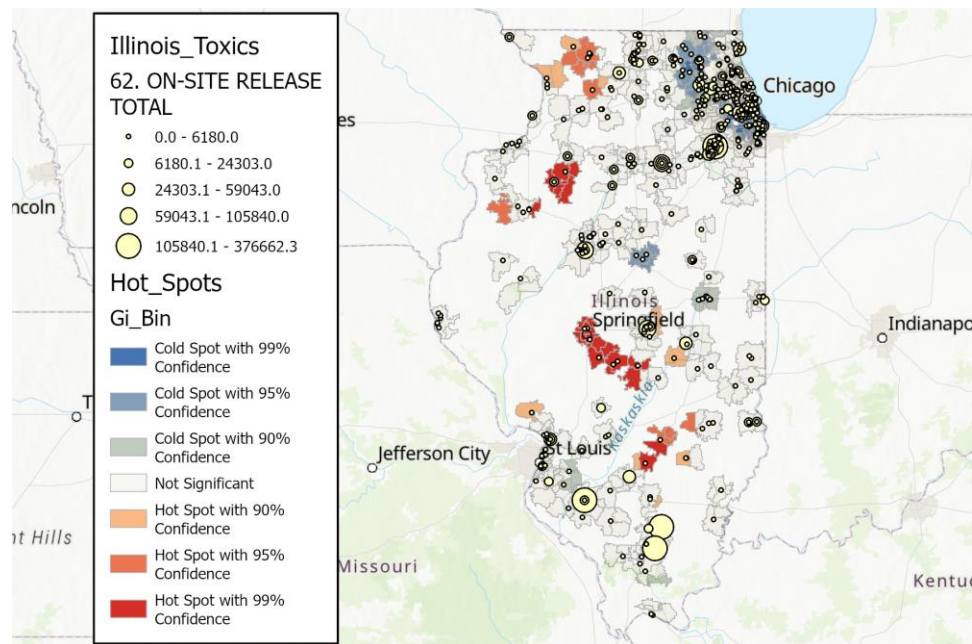 Illinois_Toxics
62. ON-SITE RELEASE
TOTAL
0.0 - 6180.0
6180.1 - 24303.0
24303.1 - 59043.0
59043.1 - 105840.0
105840.1 - 376662.3
Hot_Spots
Gi_Bin
Cold Spot with 99%
Confidence
Cold Spot with 95%
Confidence
Cold Spot with 90%
Confidence
Not Significant
Hot Spot with 90%
Confidence
Hot Spot with 95%
Confidence
Hot Spot with 99%
Confidence
Chicago
es
ncoln
Illinois
Springfield
Indianapo
T
Kaskaskia
Jefferson City
St Louis
nt Hills
Missouri
Kentuc